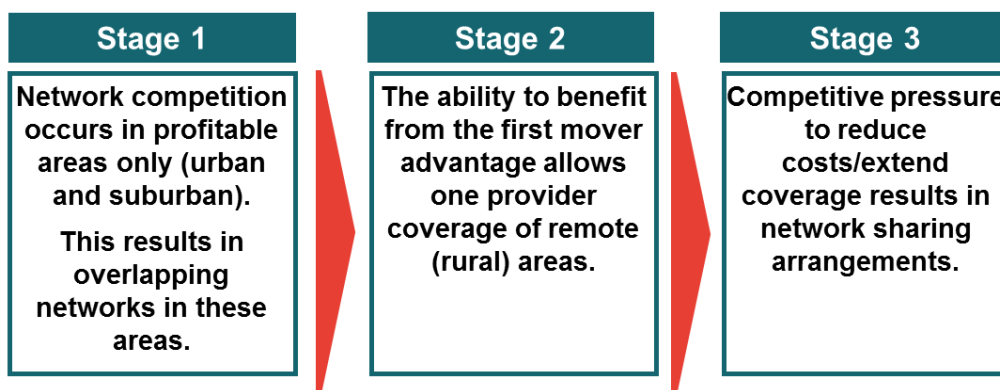 Stage 1
Network competition
occurs in profitable
areas only (urban
and suburban).
This results in
overlapping
networks in these
areas.
Stage 2
The ability to benefit
from the first mover
advantage allows
one provider
coverage of remote
(rural) areas.
Stage 3
Competitive pressure
to reduce
costs/extend
coverage results in
network sharing
arrangements.